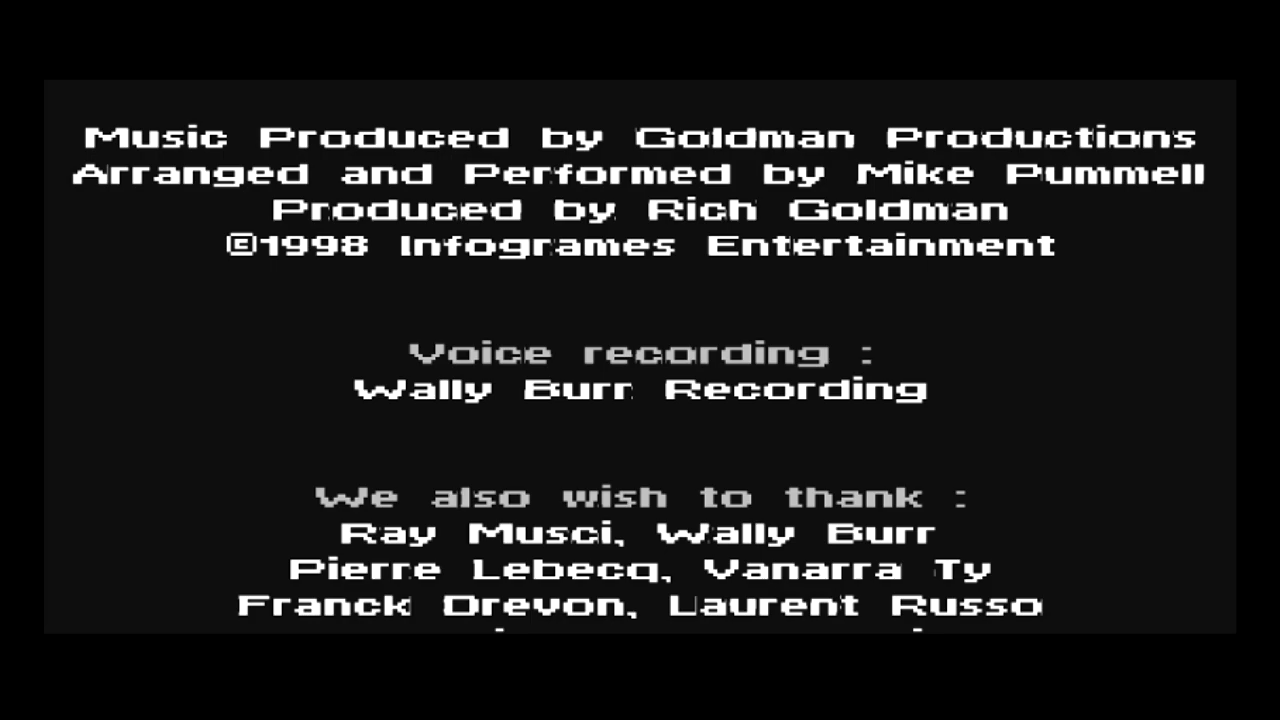 Music Produced by Goldman Productions
Arranged and Performed by Mike Pummell
Produced by Rich Goldman
©1998 Infogrames Entertainment
Voice recording :
Wally Burr Recording
We also wish to thank :
Ray Musci, Wally Burr
Pierre Lebecq, Vanarra Ty
Franck Drevon, Laurent Russo